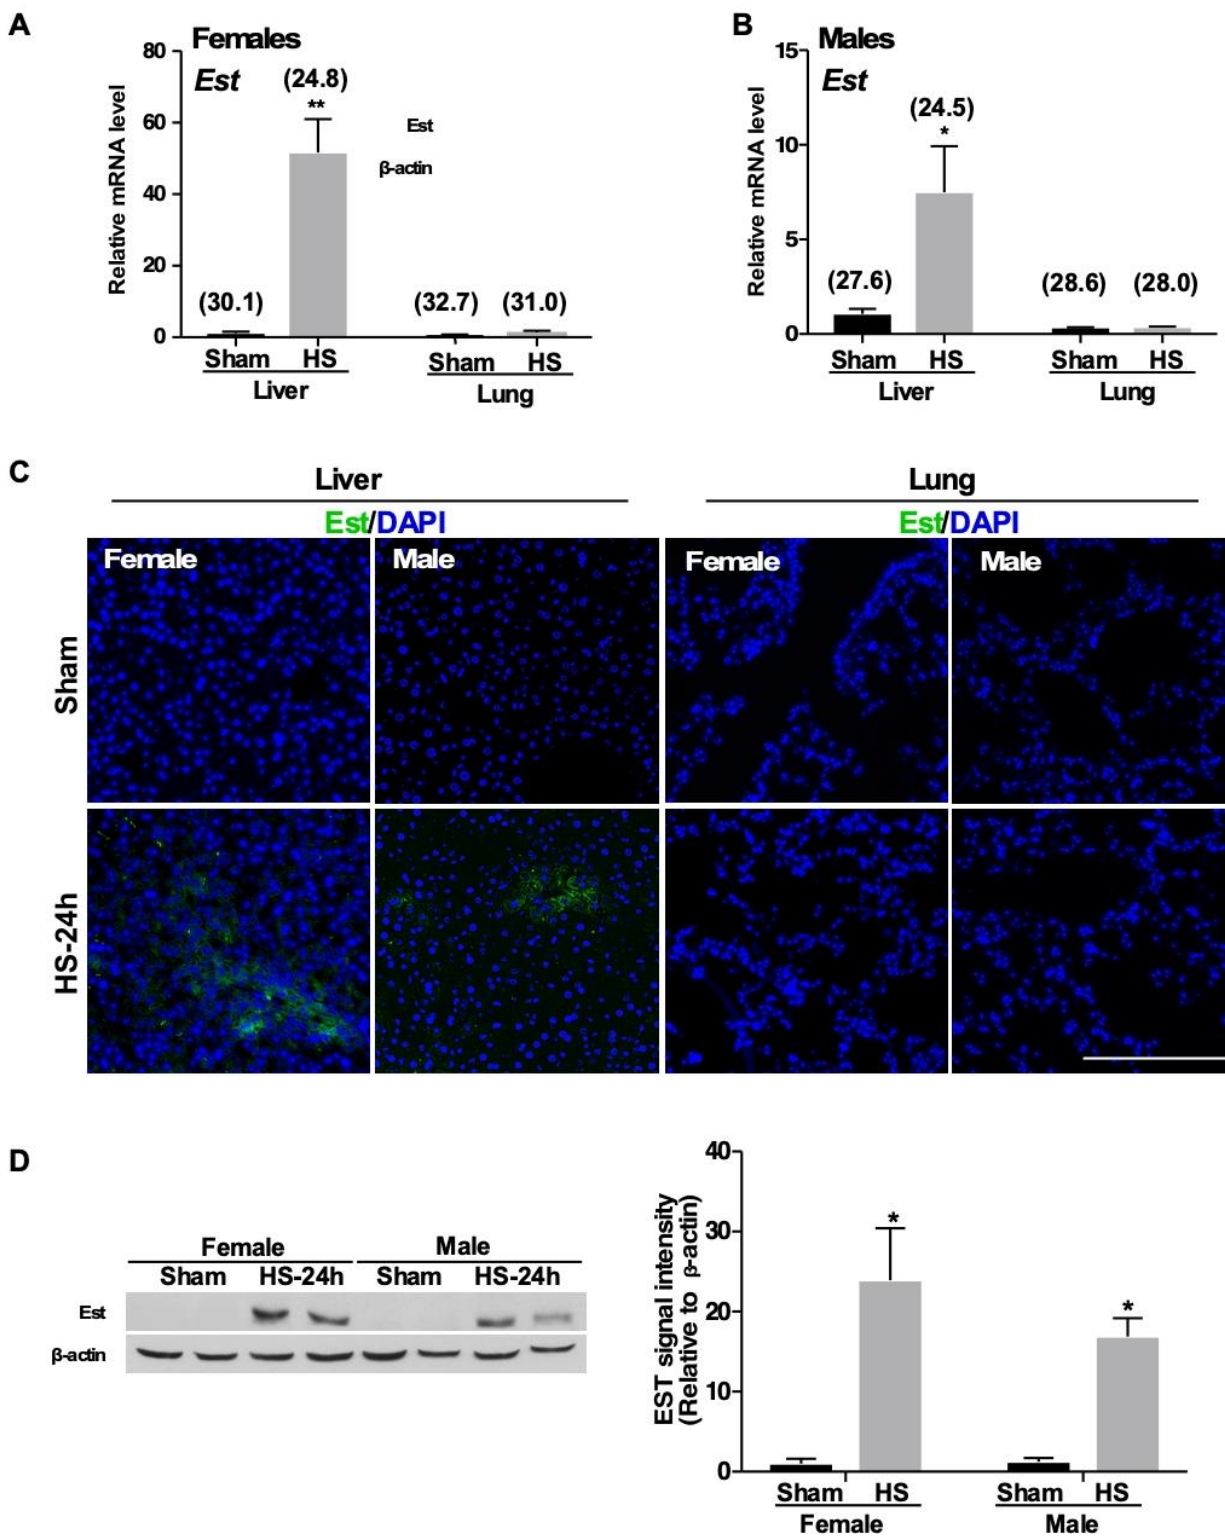 A
Females
Est
(24.8)
**
80
60
40
20
0
Relative mRNA level
Est
β-actin
(30.1)
(32.7)
(31.0)
Sham HS
Liver
Sham HS
Lung
B
Males
Est
(24.5)
*
15
10
5
0
Relative mRNA level
(27.6)
(28.6)
(28.0)
Sham HS
Liver
Sham HS
Lung
C
Liver
Lung
Est/DAPI
Est/DAPI
Female
Male
Female
Male
Sham
HS-24h
D
Female
Male
Sham HS-24h Sham HS-24h
Est
β-actin
EST signal intensity
(Relative to β-actin)
40
30
20
10
0
*
*
Sham HS
Female
Sham HS
Male